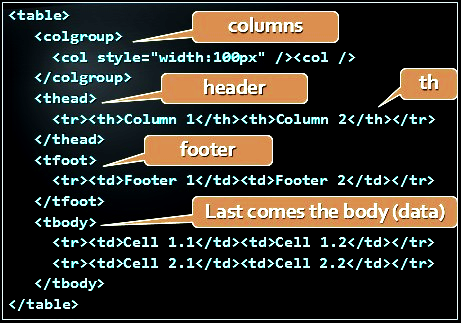 <table>
columns
<colgroup>
<col style="width:100px" /><col />
</colgroup>
<thead>
header
th
<tr><th>Column 1</th><th>Column 2</th></tr>
</thead>
<tfoot>
footer
<tr><td>Footer 1</td><td>Footer 2</td></tr>
</tfoot>
<tbody>
Last comes the body (data)
<tr><td>Cell 1.1</td><td>Cell 1.2</td></tr>
<tr><td>Cell 2.1</td><td>Cell 2.2</td></tr>
</tbody>
</table>